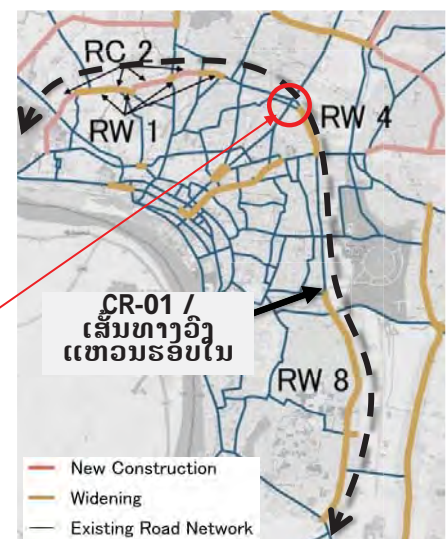 RC 2
RW 1
RW 4
CR-01 /
ເສັ້ນທາງວົງ
ແຫວນຮອບໃນ
RW 8
New Construction
Widening
Existing Road Network